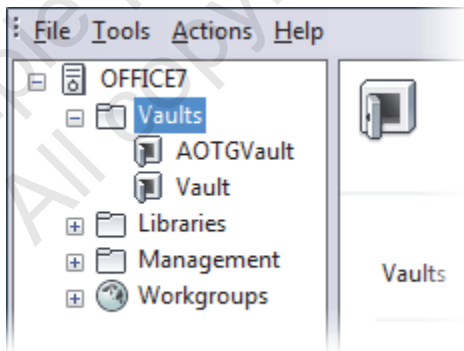 File Tools Actions Help
OFFICE7
Vaults
AOTGVault
Vault
Libraries
Management
Workgroups
Vaults